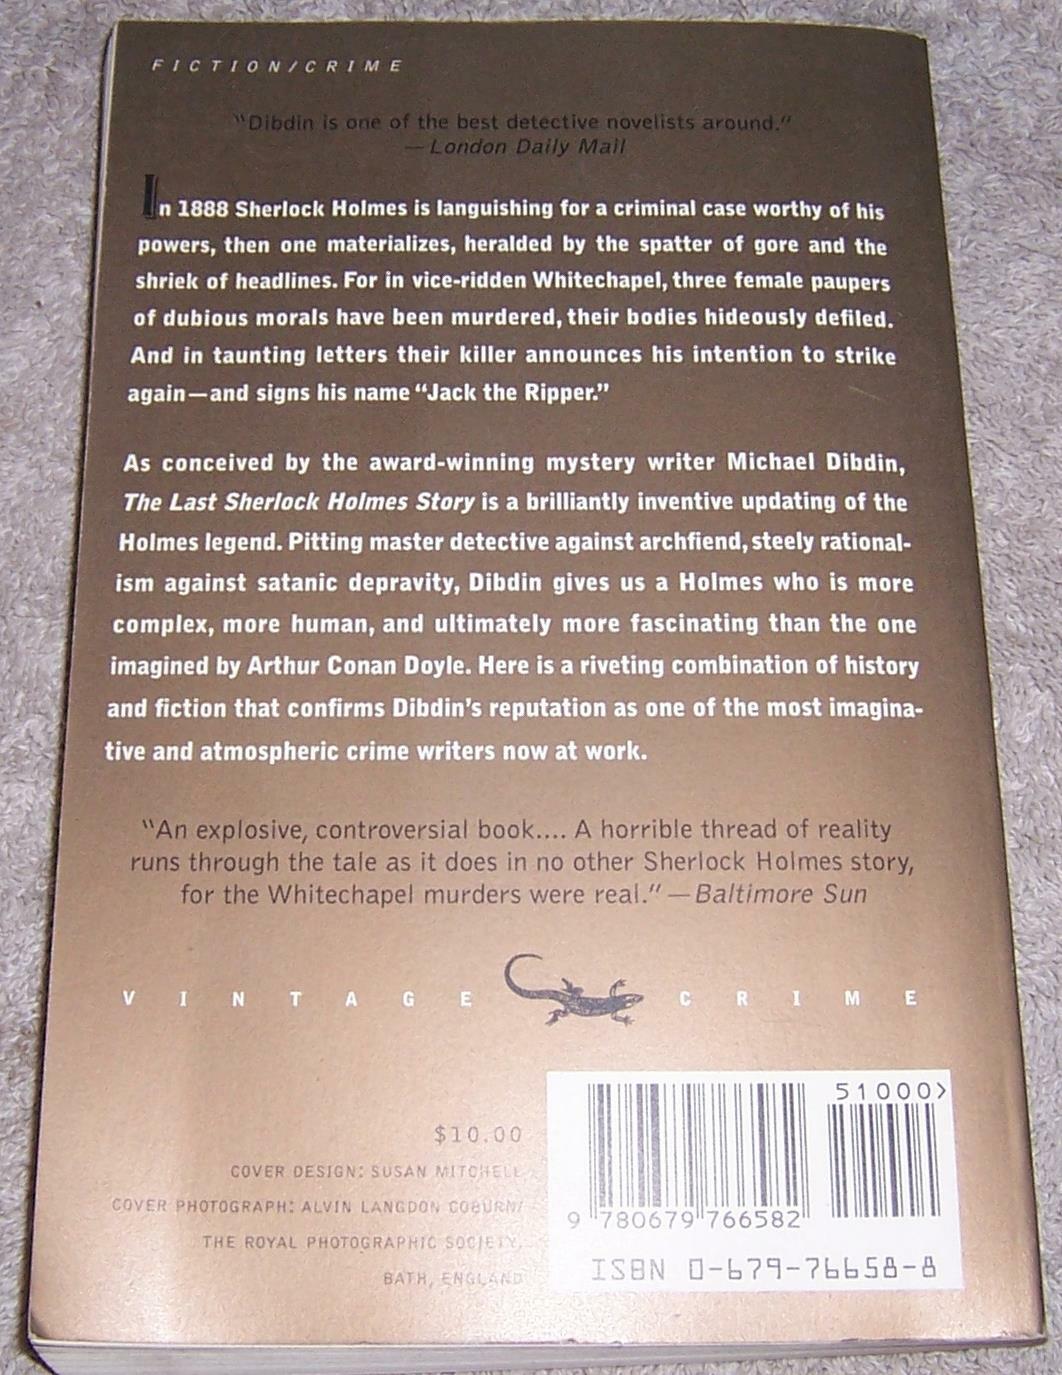 FICTION/CRIME
"Dibdin is one of the best detective novelists around."
—London Daily Mail
In 1888 Sherlock Holmes is languishing for a criminal case worthy of his
powers, then one materializes, heralded by the spatter of gore and the
shriek of headlines. For in vice-ridden Whitechapel, three female paupers
of dubious morals have been murdered, their bodies hideously defiled.
And in taunting letters their killer announces his intention to strike
again—and signs his name "Jack the Ripper."
As conceived by the award-winning mystery writer Michael Dibdin,
The Last Sherlock Holmes Story is a brilliantly inventive updating of the
Holmes legend. Pitting master detective against archfiend, steely rational-
ism against satanic depravity, Dibdin gives us a Holmes who is more
complex, more human, and ultimately more fascinating than the one
imagined by Arthur Conan Doyle. Here is a riveting combination of history
and fiction that confirms Dibdin's reputation as one of the most imagina-
tive and atmospheric crime writers now at work.
"An explosive, controversial book.... A horrible thread of reality
runs through the tale as it does in no other Sherlock Holmes story,
for the Whitechapel murders were real." —Baltimore Sun
VINTAGE CRIME
51000>
$10.00
COVER DESIGN: SUSAN MITCHELL
COVER PHOTOGRAPH: ALVIN LANGDON COBURN/
THE ROYAL PHOTOGRAPHIC SOCIETY,
BATH, ENGLAND
9 780679 766582
ISBN 0-679-76658-8